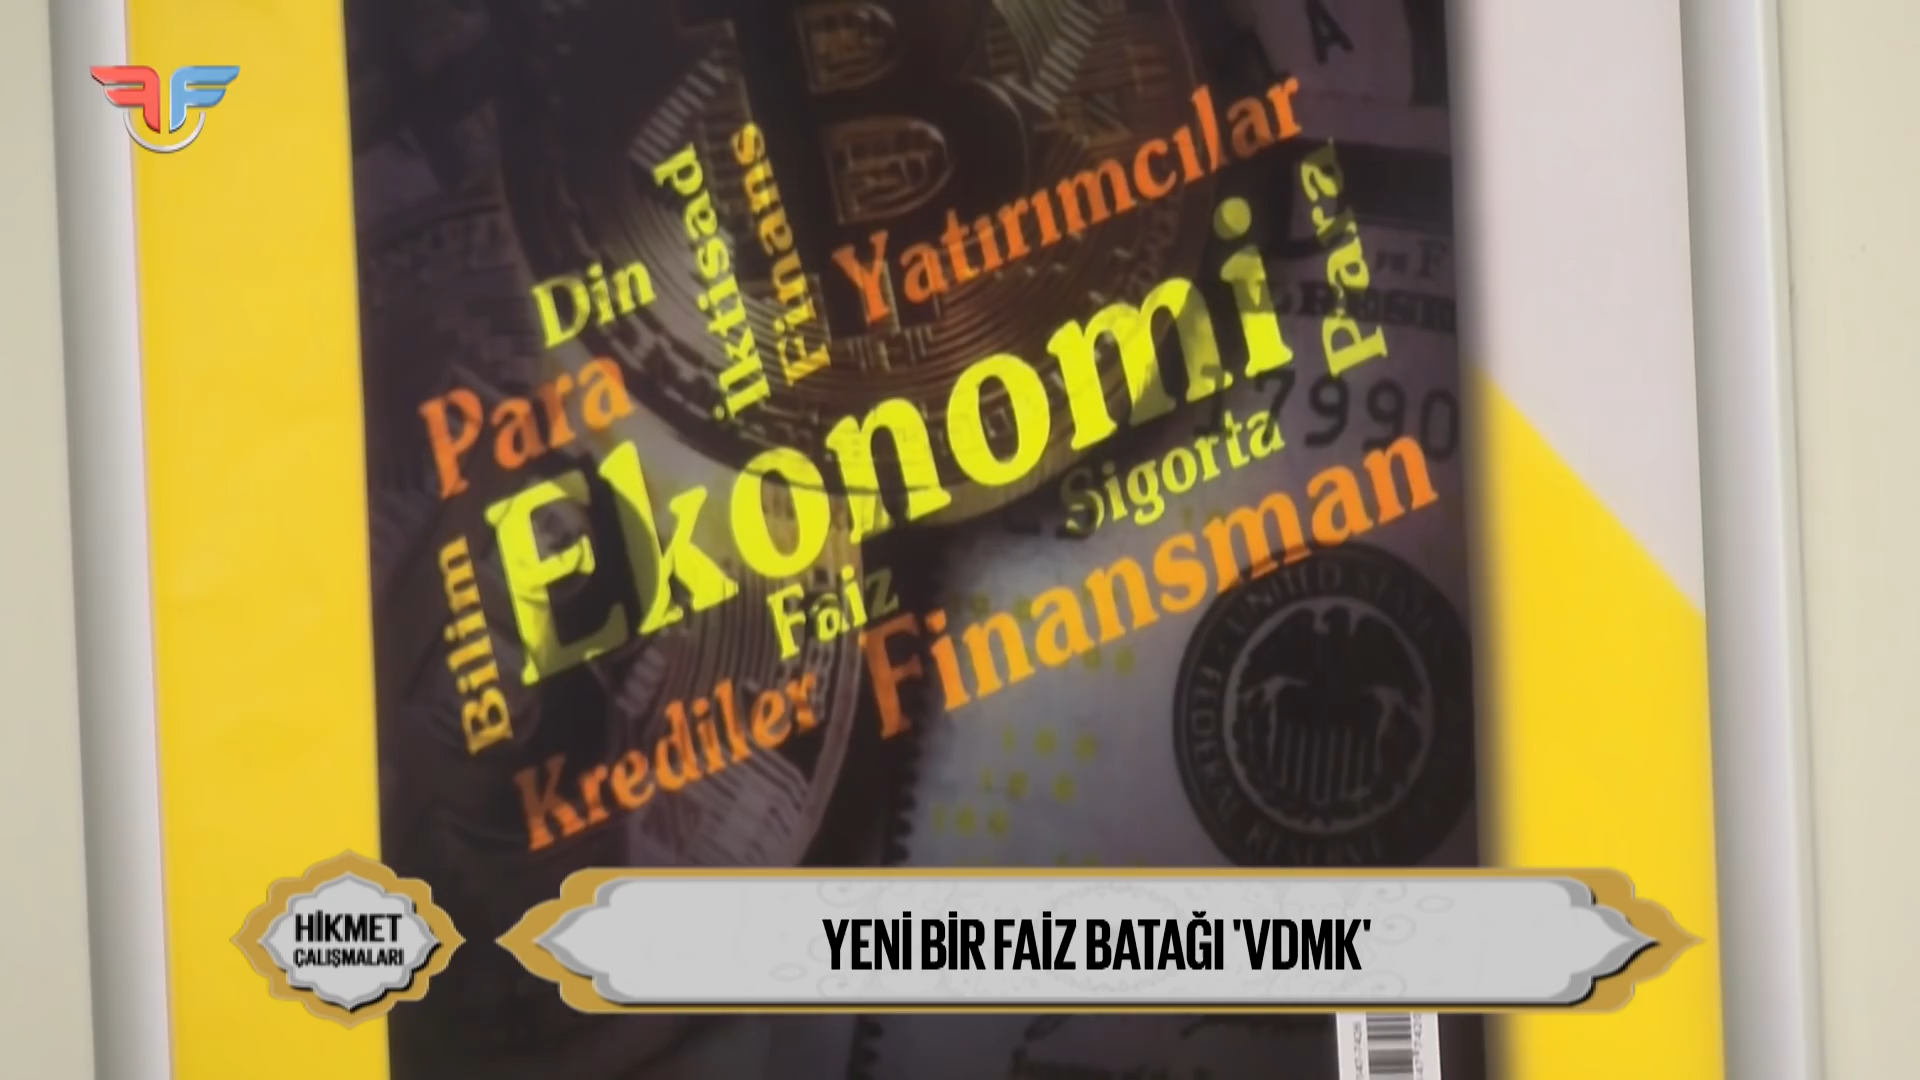 Yatırımcılar
Finans
İktisad
Para
Din
Para
Ekonomi
Sigorta
Bilim
Faiz
Finansman
Krediler
17990
HİKMET
ÇALIŞMALARI
YENİ BİR FAİZ BATAĞI 'VDMK'